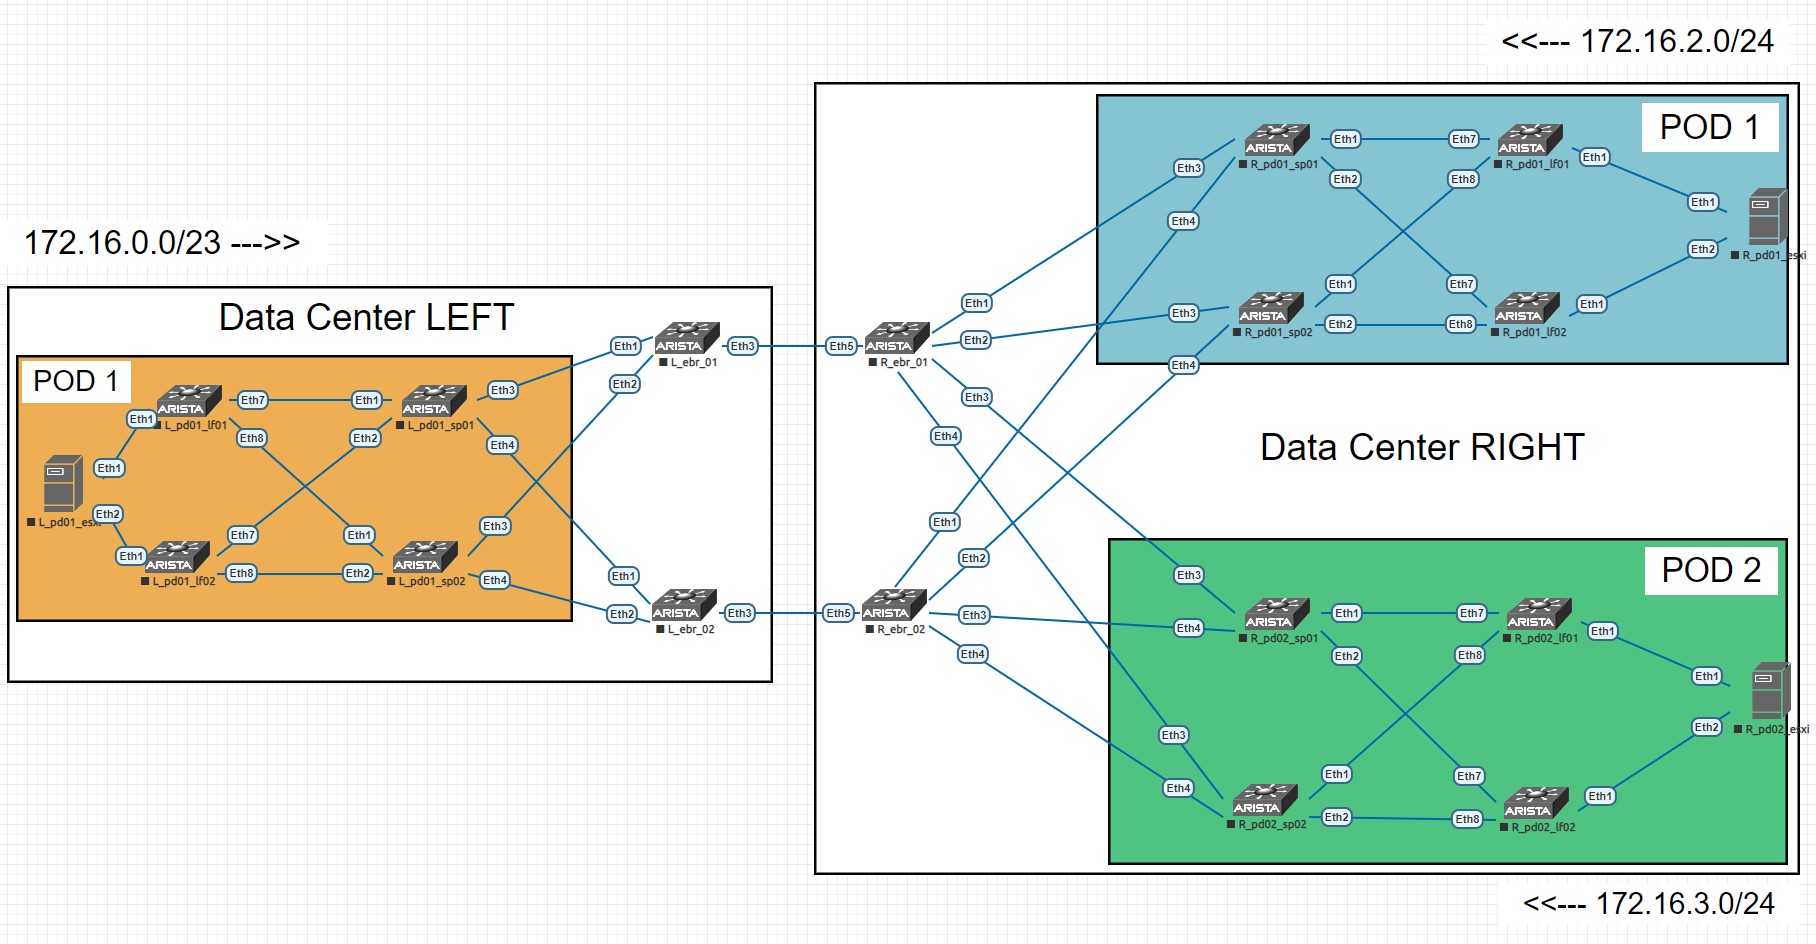 <<--- 172.16.2.0/24
172.16.0.0/23 --->>
Data Center LEFT
POD 1
Eth1
L_pd01_lf01
ARISTA
Eth7
Eth8
Eth1
Eth2
ARISTA
L_pd01_sp01
Eth3
Eth4
Eth1
Eth2
L_pd01_esxi
Eth1
ARISTA
L_pd01_lf02
Eth7
Eth8
Eth1
Eth2
ARISTA
L_pd01_sp02
Eth3
Eth4
Eth1
Eth2
ARISTA
L_ebr_01
Eth3
Eth1
Eth2
ARISTA
L_ebr_02
Eth3
Eth5
ARISTA
R_ebr_01
Eth1
Eth2
Eth3
Eth4
Eth5
ARISTA
R_ebr_02
Eth1
Eth2
Eth3
Eth4
POD 1
Eth3
Eth4
ARISTA
R_pd01_sp01
Eth1
Eth2
Eth7
Eth8
ARISTA
R_pd01_lf01
Eth1
Eth3
Eth4
ARISTA
R_pd01_sp02
Eth1
Eth2
Eth7
Eth8
ARISTA
R_pd01_lf02
Eth1
Eth1
Eth2
R_pd01_esxi
Data Center RIGHT
POD 2
Eth3
Eth4
ARISTA
R_pd02_sp01
Eth1
Eth2
Eth7
Eth8
ARISTA
R_pd02_lf01
Eth1
Eth3
Eth4
ARISTA
R_pd02_sp02
Eth1
Eth2
Eth7
Eth8
ARISTA
R_pd02_lf02
Eth1
Eth1
Eth2
R_pd02_esxi
<<--- 172.16.3.0/24